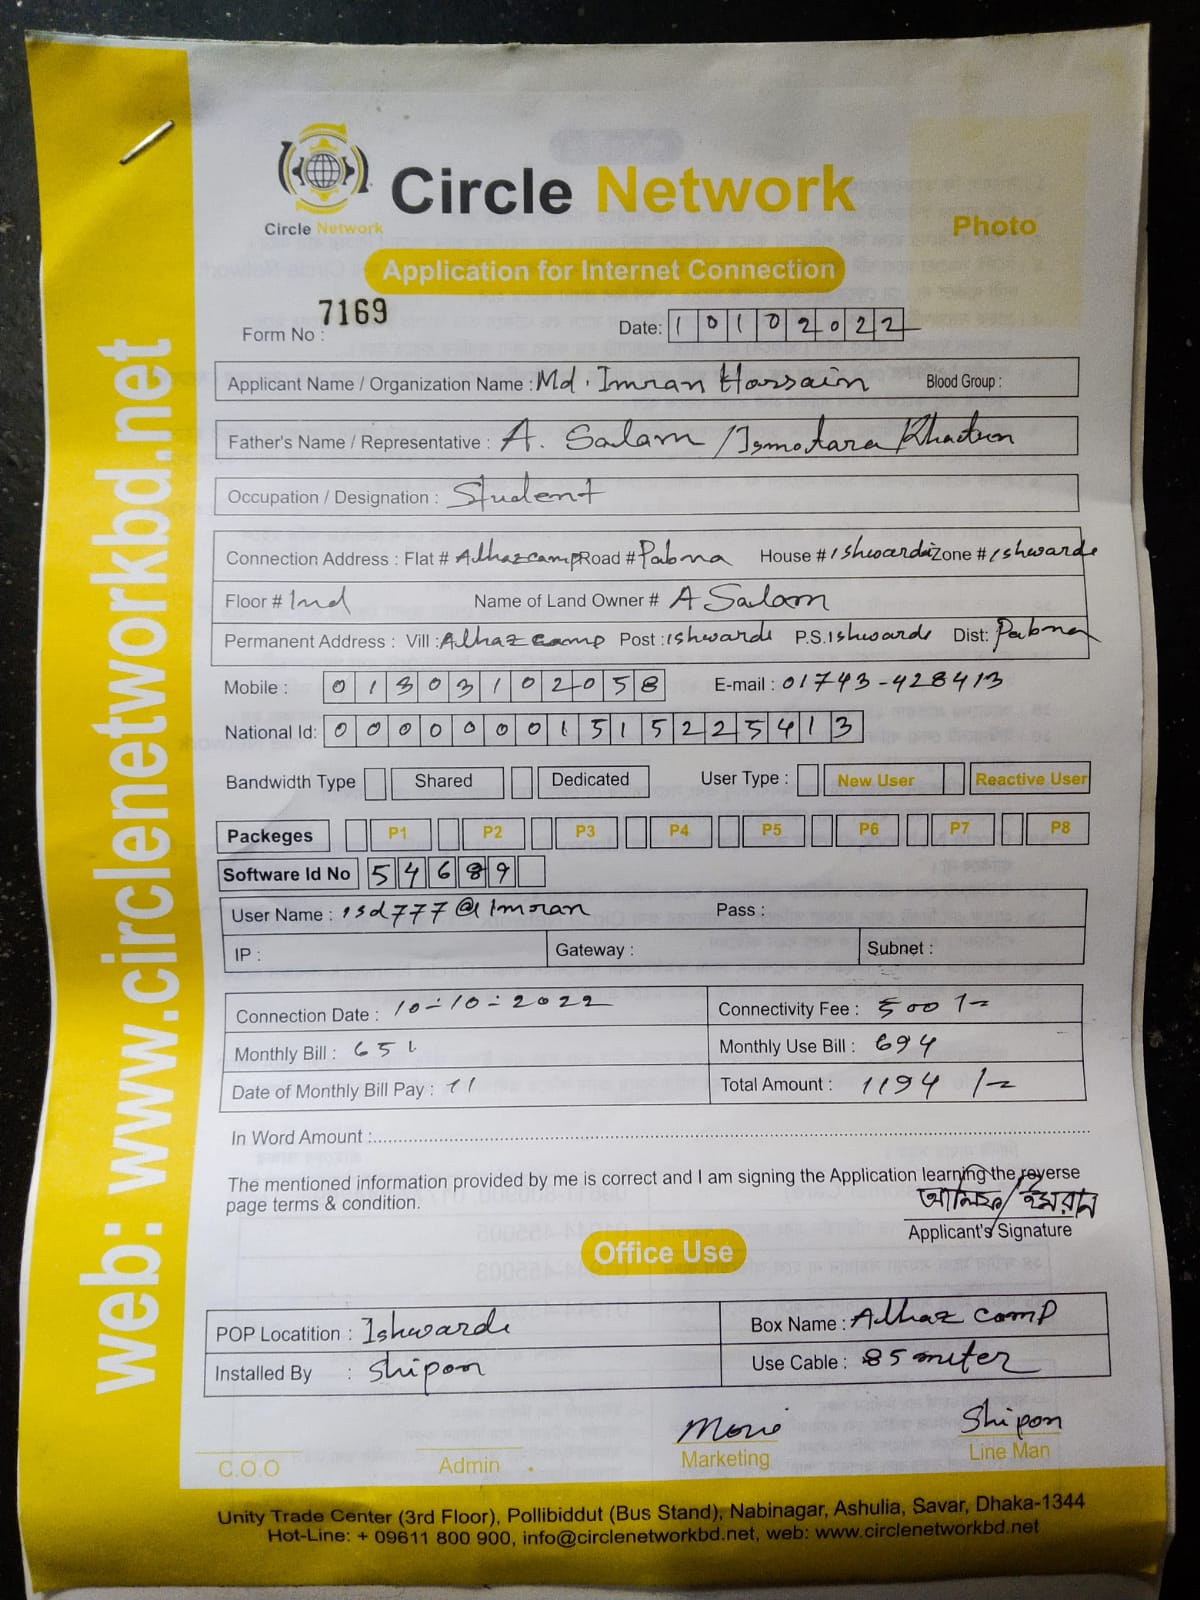 web: www.circlenetworkbd.net
Circle Network
Circle Network
Photo
Application for Internet Connection
Form No : 7169
Date: 10102022
Applicant Name / Organization Name : Md. Imran Hossain Blood Group :
Father's Name / Representative : A. Salam / Ismotara Khatun
Occupation / Designation : Student
Connection Address : Flat # Alhaz camp Road # Pabna House # Ishwardi Zone # Ishwardi
Floor # Ind Name of Land Owner # A Salam
Permanent Address : Vill : Alhaz camp Post : ishwardi P.S. Ishwardi Dist: Pabna
Mobile : 01303102058 E-mail : 01743-428413
National Id: 00000001515225413
Bandwidth Type Shared Dedicated User Type : New User Reactive User
Packeges P1 P2 P3 P4 P5 P6 P7 P8
Software Id No 54689
User Name : isd777@imran Pass :
IP : Gateway : Subnet :
Connection Date : 10-10-2022 Connectivity Fee : 500/-
Monthly Bill : 651 Monthly Use Bill : 694
Date of Monthly Bill Pay : 11 Total Amount : 1194/-
In Word Amount :
The mentioned information provided by me is correct and I am signing the Application learning the reverse
page terms & condition.
ইমরান
Applicant's Signature
Office Use
POP Locatition : Ishwardi Box Name : Alhaz camp
Installed By : Shipon Use Cable : 85 miter
Shipon
C.O.O Admin Marketing Line Man
Unity Trade Center (3rd Floor), Pollibiddut (Bus Stand), Nabinagar, Ashulia, Savar, Dhaka-1344
Hot-Line: + 09611 800 900, info@circlenetworkbd.net, web: www.circlenetworkbd.net